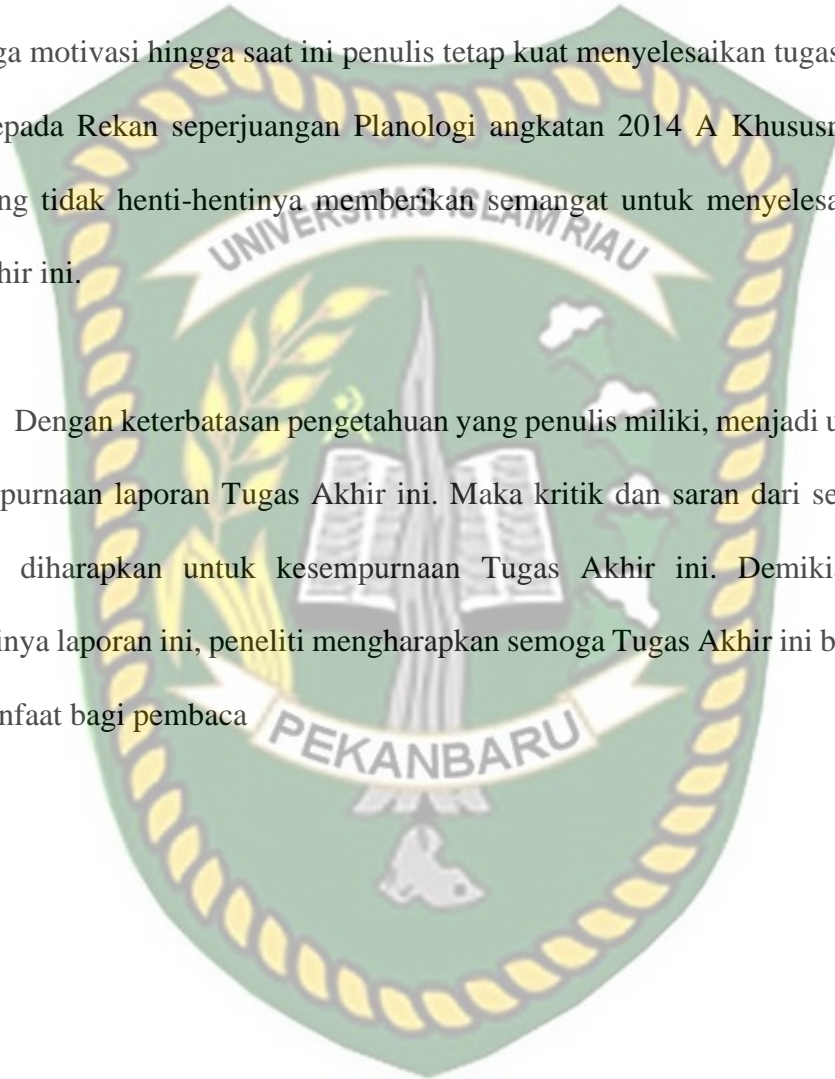 ga motivasi hingga saat ini penulis tetap kuat menyelesaikan tugas
epada Rekan seperjuangan Planologi angkatan 2014 A Khususn
ng tidak henti-hentinya memberikan semangat untuk menyelesa
UNIVERSITAS ISLAM RIAU
hir ini.
Dengan keterbatasan pengetahuan yang penulis miliki, menjadi u
purnaan laporan Tugas Akhir ini. Maka kritik dan saran dari se
diharapkan untuk kesempurnaan Tugas Akhir ini. Demiki
inya laporan ini, peneliti mengharapkan semoga Tugas Akhir ini b
nfaat bagi pembaca
PEKANBARU